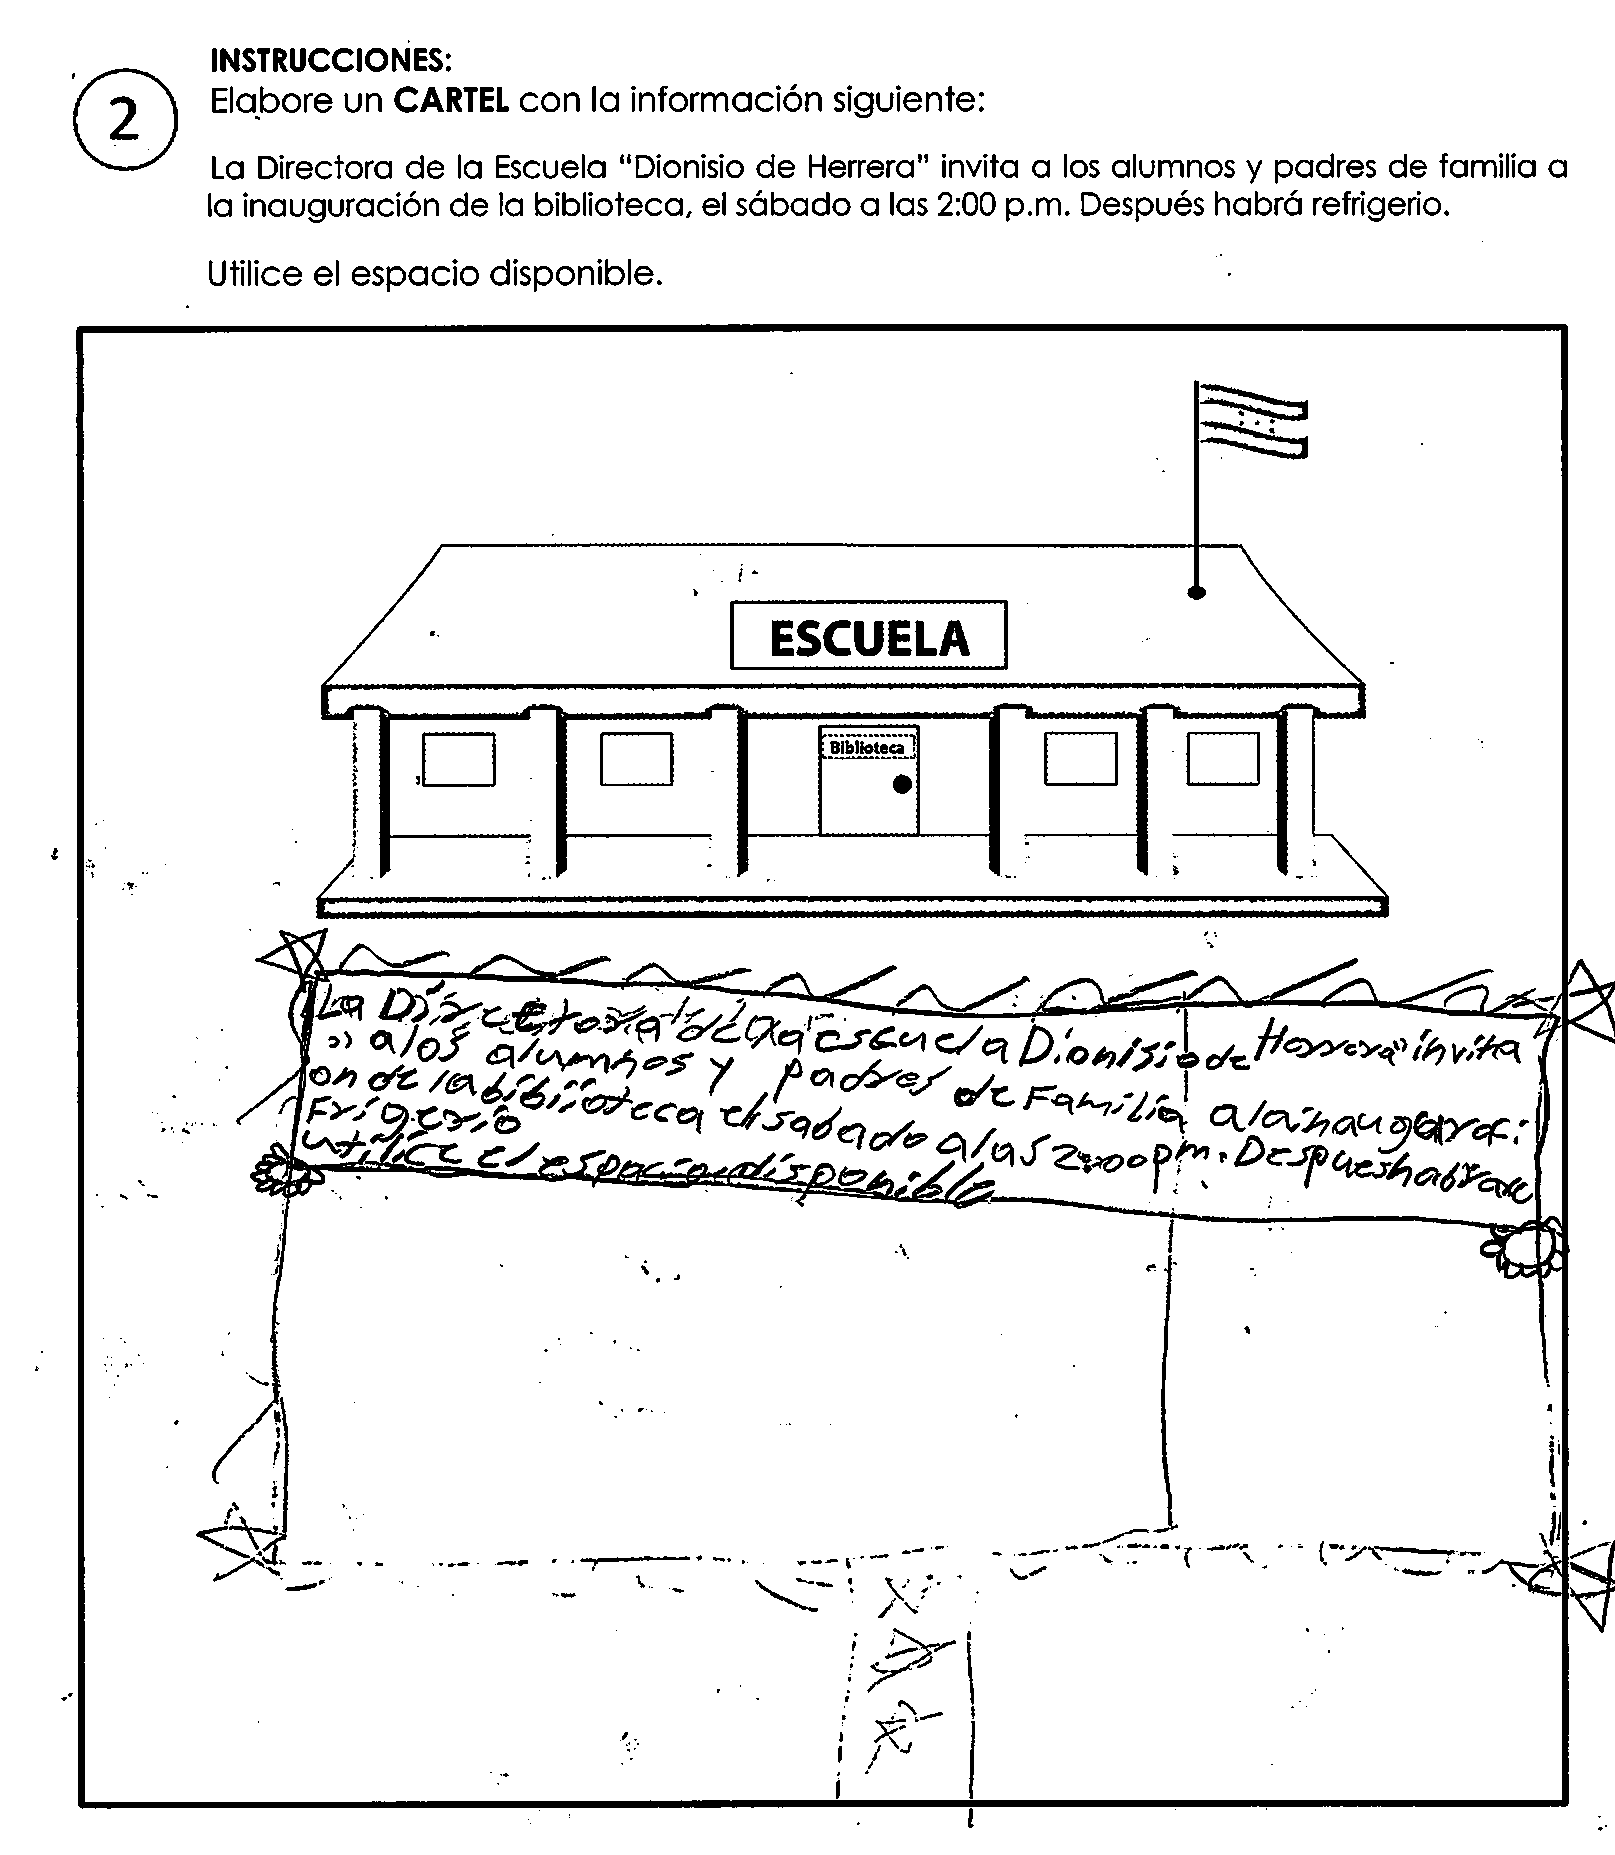 INSTRUCCIONES:
2
Elabore un CARTEL con la información siguiente:
La Directora de la Escuela "Dionisio de Herrera" invita a los alumnos y padres de familia a
la inauguración de la biblioteca, el sábado a las 2:00 p.m. Después habrá refrigerio.
Utilice el espacio disponible.
ESCUELA
Biblioteca
La Directora de la escuela Dionisio de Herrera" invita
" a los alumnos y padres de Familia a la inaugurasi
on de la bibliioteca el sabado a las 2:00 pm. Despues habra re
Frigerio
utilice el espacio disponible